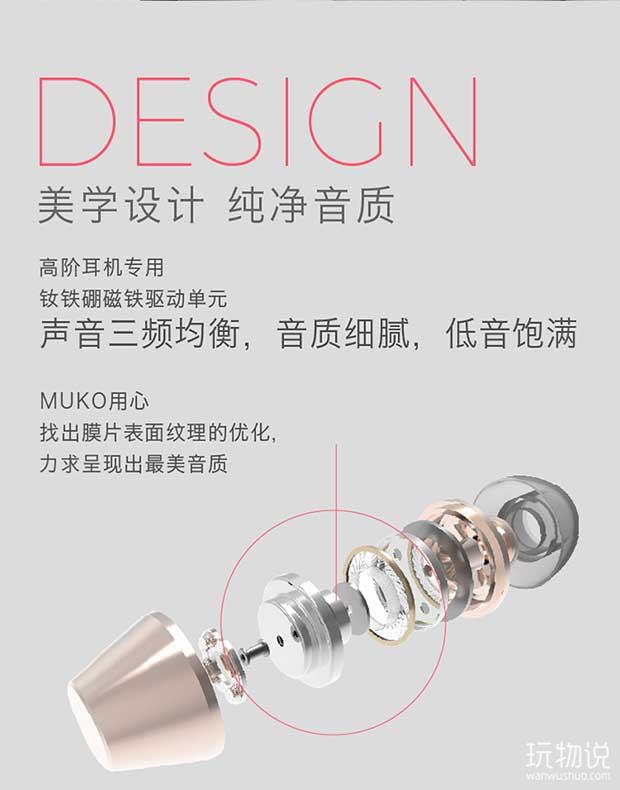 DESIGN
美学设计 纯净音质
高阶耳机专用
钕铁硼磁铁驱动单元
声音三频均衡，音质细腻，低音饱满
MUKO用心
找出膜片表面纹理的优化，
力求呈现出最美音质
玩物说
wanwushuo.com